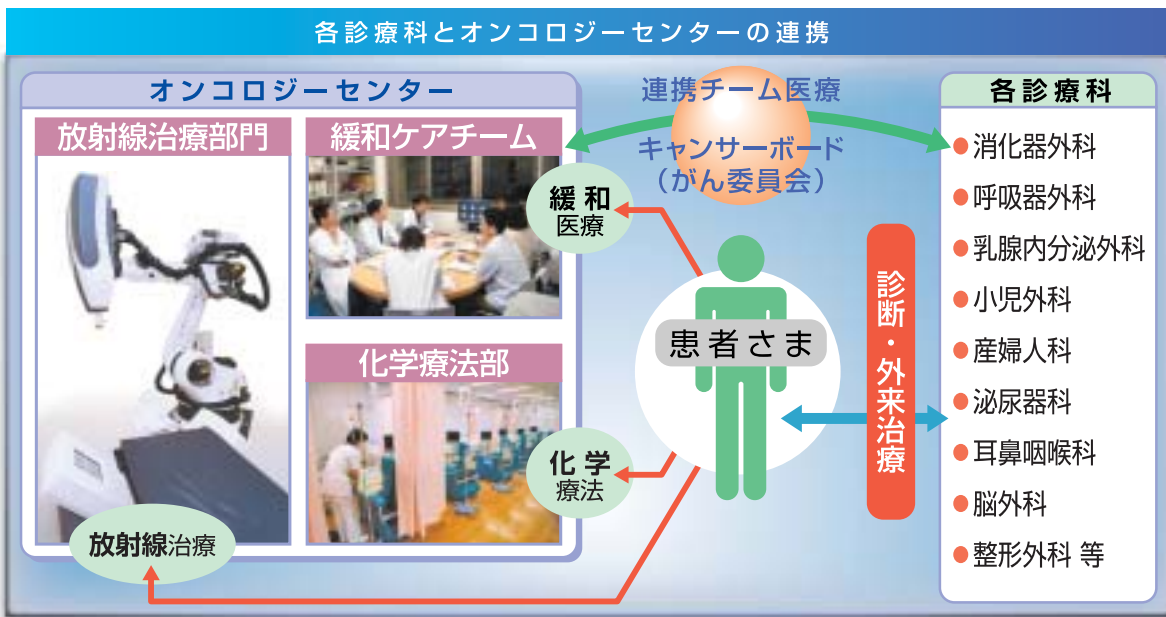 各診療科とオンコロジーセンターの連携
オンコロジーセンター
放射線治療部門
緩和ケアチーム
化学療法部
緩和
医療
化学
療法
放射線治療
連携チーム医療
キャンサーボード
（がん委員会）
患者さま
診断・外来治療
各診療科
●消化器外科
●呼吸器外科
●乳腺内分泌外科
●小児外科
●産婦人科
●泌尿器科
●耳鼻咽喉科
●脳外科
●整形外科 等